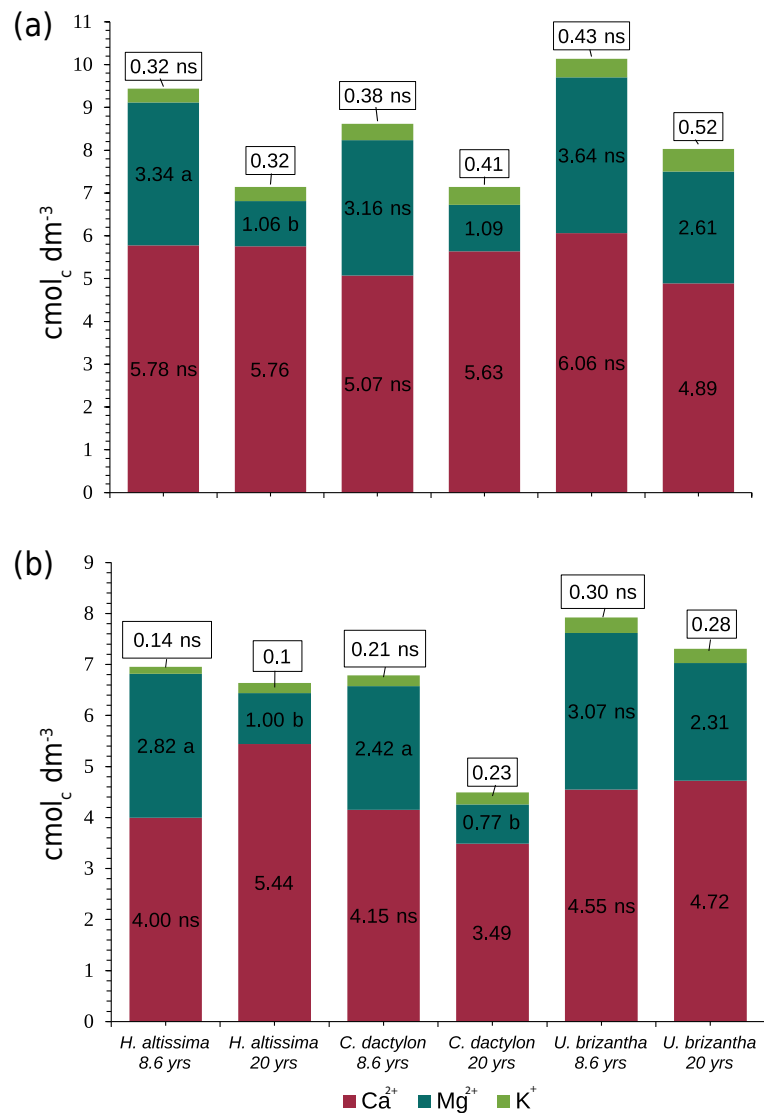 (a)
cmol_c dm^-3
11
10
9
8
7
6
5
4
3
2
1
0
0.32 ns
3.34 a
5.78 ns
0.32
1.06 b
5.76
0.38 ns
3.16 ns
5.07 ns
0.41
1.09
5.63
0.43 ns
3.64 ns
6.06 ns
0.52
2.61
4.89
(b)
cmol_c dm^-3
9
8
7
6
5
4
3
2
1
0
0.14 ns
2.82 a
4.00 ns
0.1
1.00 b
5.44
0.21 ns
2.42 a
4.15 ns
0.23
0.77 b
3.49
0.30 ns
3.07 ns
4.55 ns
0.28
2.31
4.72
H. altissima
8.6 yrs
H. altissima
20 yrs
C. dactylon
8.6 yrs
C. dactylon
20 yrs
U. brizantha
8.6 yrs
U. brizantha
20 yrs
Ca²⁺ Mg²⁺ K⁺